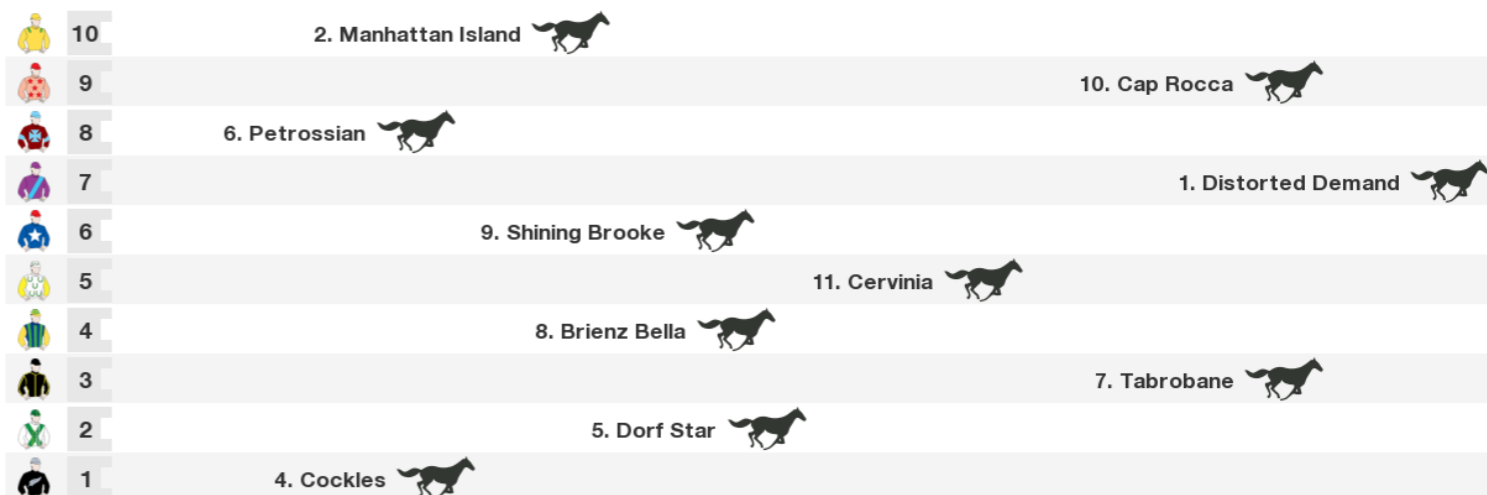 10 2. Manhattan Island
9 10. Cap Rocca
8 6. Petrossian
7 1. Distorted Demand
6 9. Shining Brooke
5 11. Cervinia
4 8. Brienz Bella
3 7. Tabrobane
2 5. Dorf Star
1 4. Cockles